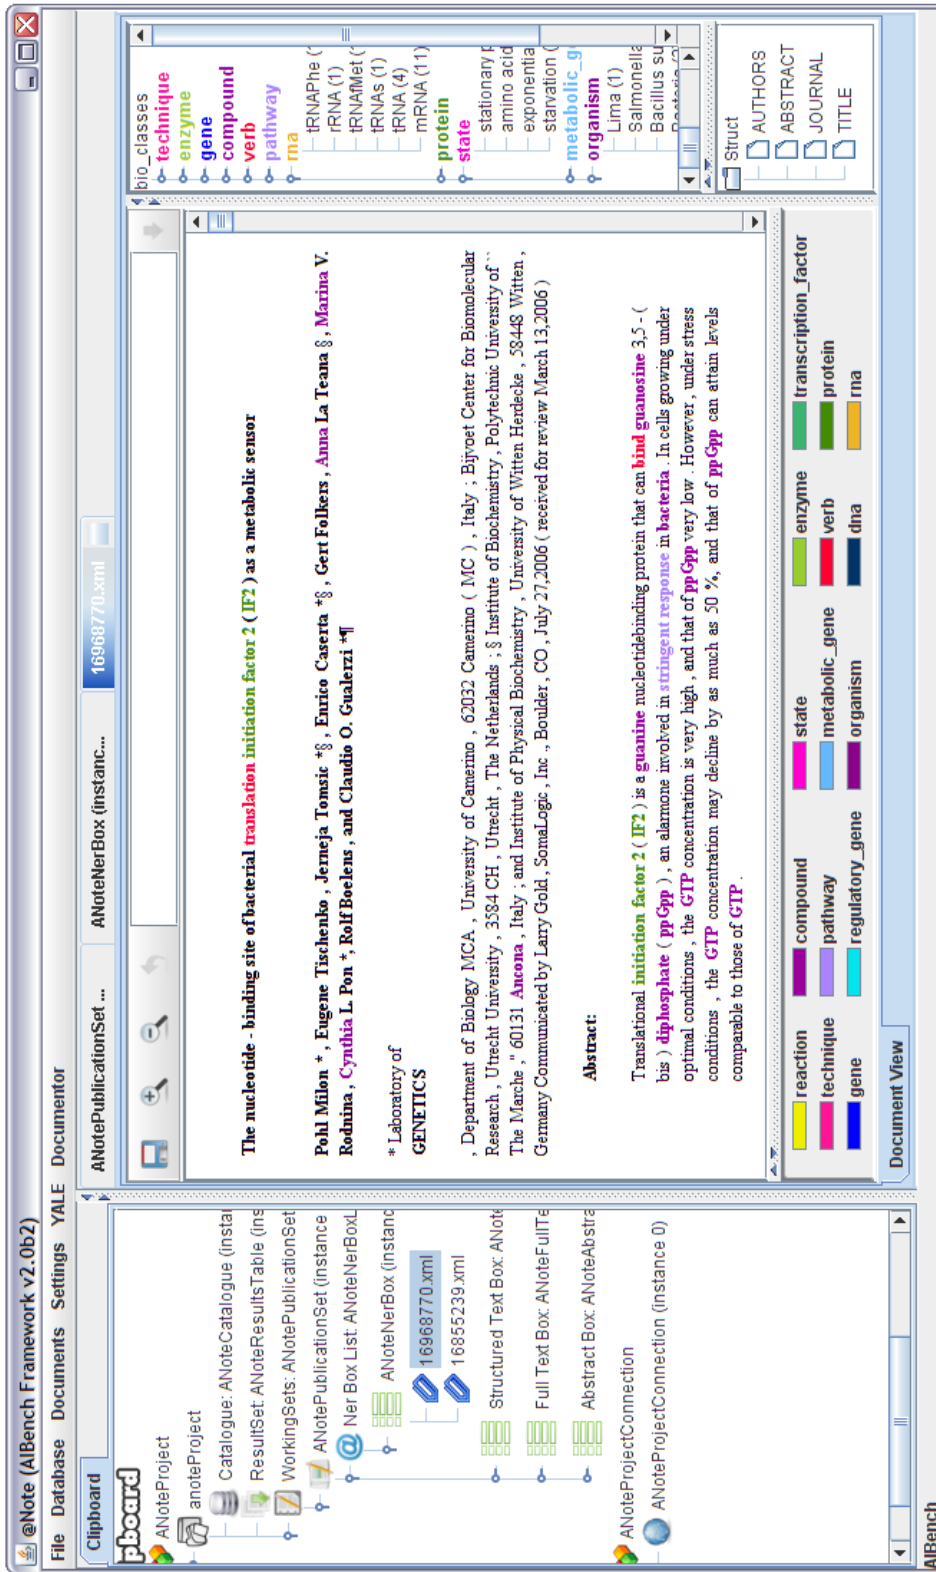 @Note (AIBench Framework v2.0b2)
File Database Documents Settings YALE Documentor
Clipboard
pboard
ANoteProject
anoteProject
Catalogue: ANoteCatalogue (instar
ResultSet: ANoteResultsTable (ins
WorkingSets: ANotePublicationSet
ANotePublicationSet (instance
Ner Box List: ANoteNerBoxL
ANoteNerBox (instanc
16968770.xml
16855239.xml
Structured Text Box: ANote
Full Text Box: ANoteFullTe
Abstract Box: ANoteAbstra
ANoteProjectConnection
ANoteProjectConnection (instance 0)
ANotePublicationSet ... ANoteNerBox (instanc... 16968770.xml
The nucleotide - binding site of bacterial translation initiation factor 2 ( IF2 ) as a metabolic sensor
Pohl Milon * , Eugene Tischenko , Jerneja Tomsic *§ , Enrico Caserta *§ , Gert Folkers , Anna La Teana § , Marina V.
Rodnina , Cynthia L. Pon * , Rolf Boelens , and Claudio O. Gualerzi *¶
* Laboratory of
GENETICS
, Department of Biology MCA , University of Camerino , 62032 Camerino ( MC ) , Italy ; Bijvoet Center for Biomolecular
Research , Utrecht University , 3584 CH , Utrecht , The Netherlands ; § Institute of Biochemistry , Polytechnic University of ``
The Marche , '' 60131 Ancona , Italy ; and Institute of Physical Biochemistry , University of Witten Herdecke , 58448 Witten ,
Germany Communicated by Larry Gold , SomaLogic , Inc ., Boulder , CO , July 27,2006 ( received for review March 13,2006 )
Abstract:
Translational initiation factor 2 ( IF2 ) is a guanine nucleotidebinding protein that can bind guanosine 3,5 - (
bis ) diphosphate ( ppGpp ) , an alarmone involved in stringent response in bacteria . In cells growing under
optimal conditions , the GTP concentration is very high , and that of ppGpp very low . However , under stress
conditions , the GTP concentration may decline by as much as 50 %, and that of ppGpp can attain levels
comparable to those of GTP .
reaction compound state enzyme transcription_factor
technique pathway metabolic_gene verb protein
gene regulatory_gene organism dna rna
Document View
bio_classes
technique
enzyme
gene
compound
verb
pathway
rna
tRNAPhe (1
rRNA (1)
tRNAfMet (1
tRNAs (1)
tRNA (4)
mRNA (11)
protein
state
stationary p
amino acid
exponentia
starvation (
metabolic_g
organism
Lima (1)
Salmonella
Bacillus su
Struct
AUTHORS
ABSTRACT
JOURNAL
TITLE
AIBench